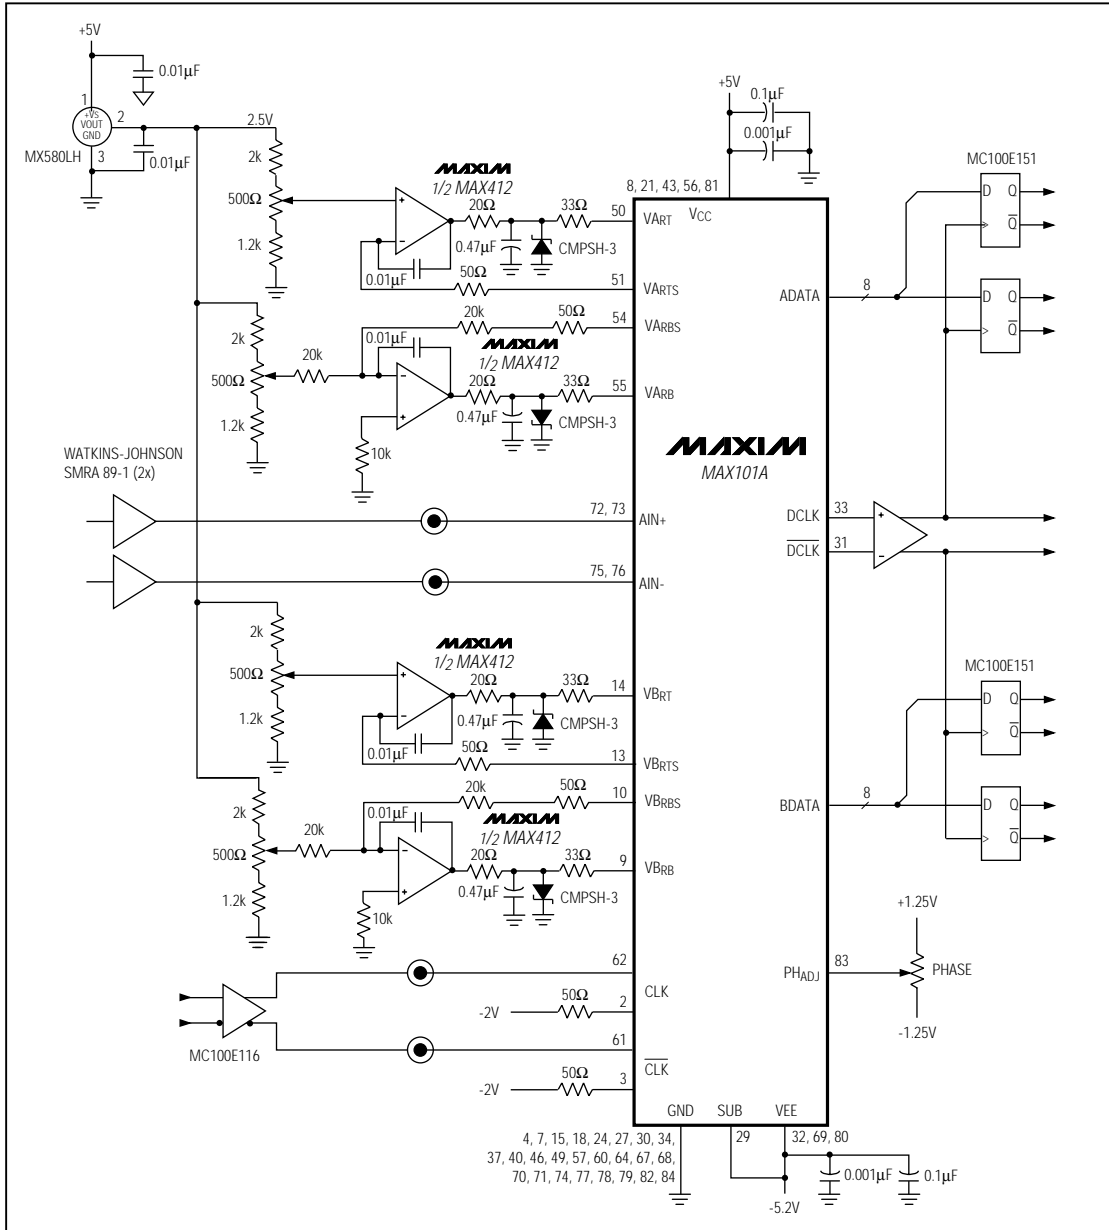 +5V
0.01µF
1
+VS
VOUT
GND
2
3
MX580LH
0.01µF
2.5V
2k
500Ω
1.2k
MAXIM
1/2 MAX412
20Ω
33Ω
0.47µF
CMPSH-3
0.01µF
50Ω
50
51
VART
VARTS
2k
500Ω
1.2k
20k
0.01µF
20k
50Ω
54
VARBS
MAXIM
1/2 MAX412
20Ω
33Ω
0.47µF
CMPSH-3
10k
55
VARB
WATKINS-JOHNSON
SMRA 89-1 (2x)
72, 73
AIN+
75, 76
AIN-
2k
500Ω
1.2k
MAXIM
1/2 MAX412
20Ω
33Ω
0.47µF
CMPSH-3
0.01µF
50Ω
14
VBRT
13
VBRTS
2k
500Ω
1.2k
20k
0.01µF
20k
50Ω
10
VBRBS
MAXIM
1/2 MAX412
20Ω
33Ω
0.47µF
CMPSH-3
10k
9
VBRB
MC100E116
62
CLK
-2V
50Ω
2
61
CLK
-2V
50Ω
3
+5V
0.1µF
0.001µF
8, 21, 43, 56, 81
VCC
MAXIM
MAX101A
ADATA
8
MC100E151
D Q
> Q
D Q
> Q
DCLK
33
DCLK
31
+
-
MC100E151
BDATA
8
D Q
> Q
D Q
> Q
+1.25V
PHADJ
83
PHASE
-1.25V
GND
SUB
VEE
4, 7, 15, 18, 24, 27, 30, 34,
37, 40, 46, 49, 57, 60, 64, 67, 68,
70, 71, 74, 77, 78, 79, 82, 84
29
32, 69, 80
0.001µF
0.1µF
-5.2V